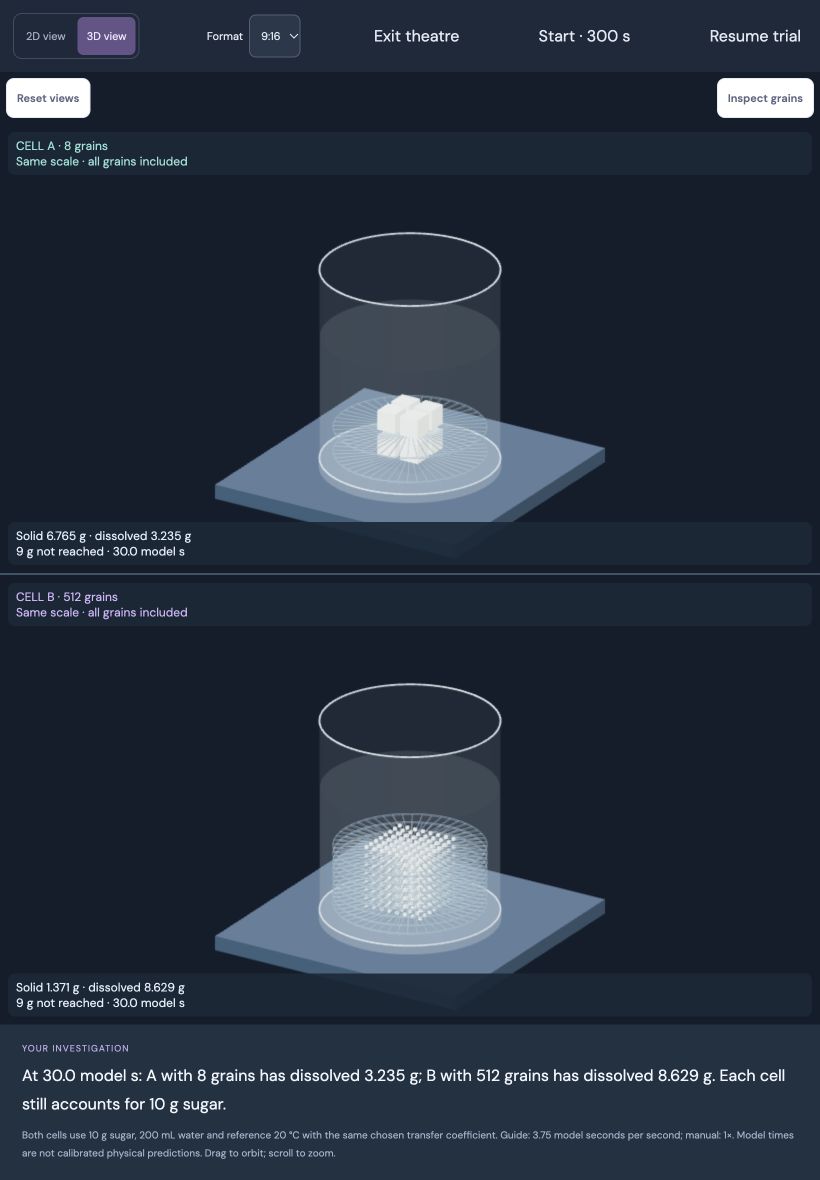 2D view 3D view Format 9:16 Exit theatre Start · 300 s Resume trial
Reset views Inspect grains
CELL A · 8 grains
Same scale · all grains included
Solid 6.765 g · dissolved 3.235 g
9 g not reached · 30.0 model s
CELL B · 512 grains
Same scale · all grains included
Solid 1.371 g · dissolved 8.629 g
9 g not reached · 30.0 model s
YOUR INVESTIGATION
At 30.0 model s: A with 8 grains has dissolved 3.235 g; B with 512 grains has dissolved 8.629 g. Each cell
still accounts for 10 g sugar.
Both cells use 10 g sugar, 200 mL water and reference 20 °C with the same chosen transfer coefficient. Guide: 3.75 model seconds per second; manual: 1×. Model times
are not calibrated physical predictions. Drag to orbit; scroll to zoom.